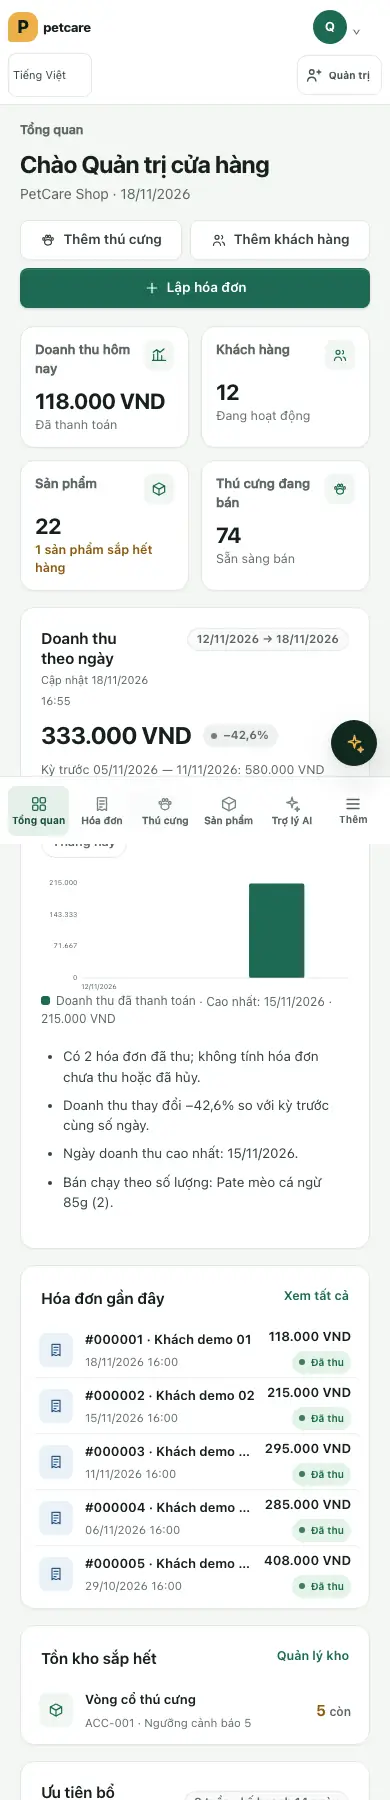 P petcare
Q
Tiếng Việt
Quản trị
Tổng quan
Chào Quản trị cửa hàng
PetCare Shop · 18/11/2026
Thêm thú cưng
Thêm khách hàng
Lập hóa đơn
Doanh thu hôm
nay
118.000 VND
Đã thanh toán
Khách hàng
12
Đang hoạt động
Sản phẩm
22
1 sản phẩm sắp hết
hàng
Thú cưng đang
bán
74
Sẵn sàng bán
Doanh thu
theo ngày
12/11/2026 → 18/11/2026
Cập nhật 18/11/2026
16:55
333.000 VND
−42,6%
Kỳ trước 05/11/2026 — 11/11/2026: 580.000 VND
Tổng quan
Hóa đơn
Thú cưng
Sản phẩm
Trợ lý AI
Thêm
Tháng này
215.000
143.333
71.667
0
12/11/2026
Doanh thu đã thanh toán · Cao nhất: 15/11/2026 ·
215.000 VND
• Có 2 hóa đơn đã thu; không tính hóa đơn
chưa thu hoặc đã hủy.
• Doanh thu thay đổi −42,6% so với kỳ trước
cùng số ngày.
• Ngày doanh thu cao nhất: 15/11/2026.
• Bán chạy theo số lượng: Pate mèo cá ngừ
85g (2).
Hóa đơn gần đây
Xem tất cả
#000001 · Khách demo 01
118.000 VND
18/11/2026 16:00
Đã thu
#000002 · Khách demo 02
215.000 VND
15/11/2026 16:00
Đã thu
#000003 · Khách demo ...
295.000 VND
11/11/2026 16:00
Đã thu
#000004 · Khách demo ...
285.000 VND
06/11/2026 16:00
Đã thu
#000005 · Khách demo ...
408.000 VND
29/10/2026 16:00
Đã thu
Tồn kho sắp hết
Quản lý kho
Vòng cổ thú cưng
5 còn
ACC-001 · Ngưỡng cảnh báo 5
Ưu tiên bổ